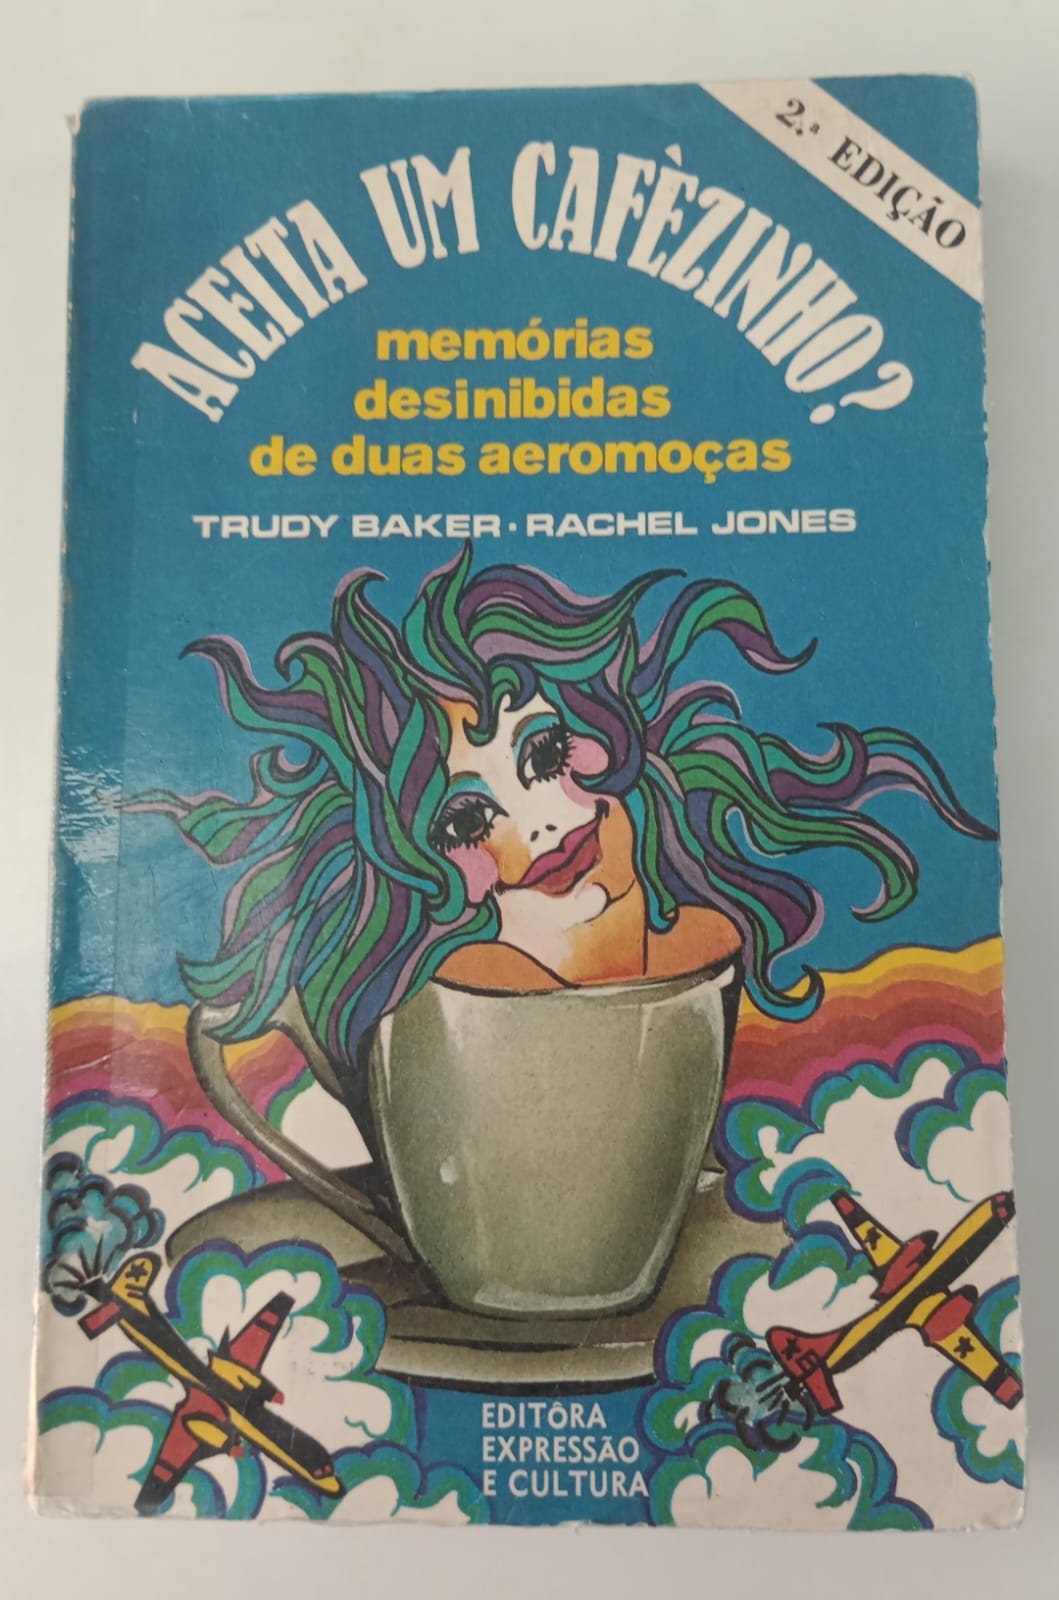 2.ª EDIÇÃO
ACEITA UM CAFÈZINHO?
memórias
desinibidas
de duas aeromoças
TRUDY BAKER · RACHEL JONES
EDITÔRA
EXPRESSÃO
E CULTURA